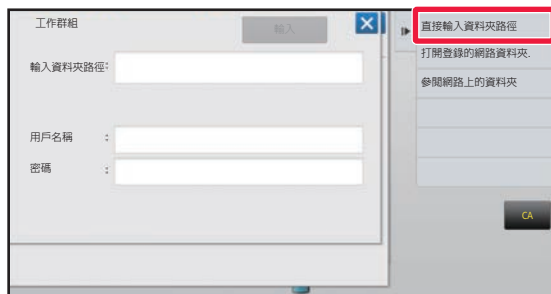 工作群組
輸入
輸入資料夾路徑:
用戶名稱 :
密碼 :
直接輸入資料夾路徑
打開登錄的網路資料夾.
參閱網路上的資料夾
CA